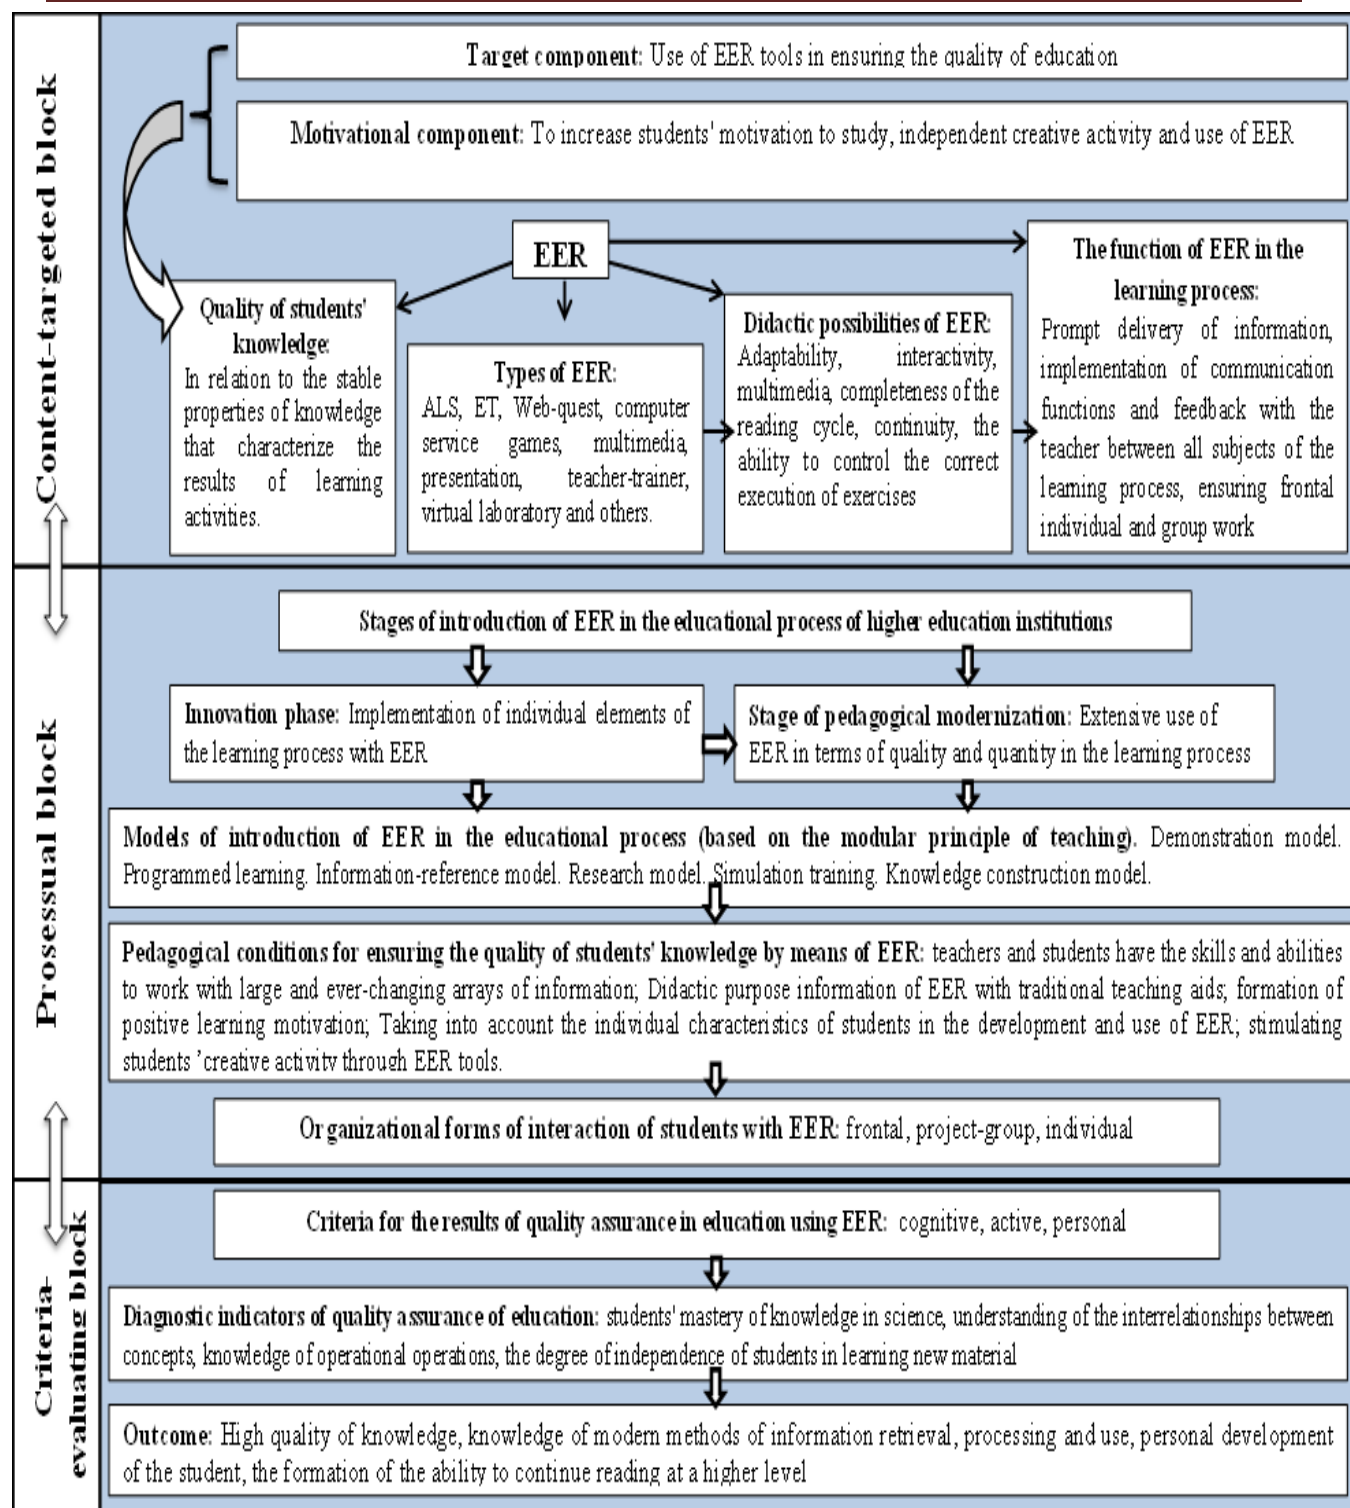 Content-targeted block
Target component: Use of EER tools in ensuring the quality of education
Motivational component: To increase students' motivation to study, independent creative activity and use of EER
EER
Quality of students'
knowledge:
In relation to the stable
properties of knowledge
that characterize the
results of learning
activities.
Types of EER:
ALS, ET, Web-quest, computer
service games, multimedia,
presentation, teacher-trainer,
virtual laboratory and others.
Didactic possibilities of EER:
Adaptability, interactivity,
multimedia, completeness of the
reading cycle, continuity, the
ability to control the correct
execution of exercises
The function of EER in the
learning process:
Prompt delivery of information,
implementation of communication
functions and feedback with the
teacher between all subjects of the
learning process, ensuring frontal
individual and group work
Prosessual block
Stages of introduction of EER in the educational process of higher education institutions
Innovation phase: Implementation of individual elements of
the learning process with EER
Stage of pedagogical modernization: Extensive use of
EER in terms of quality and quantity in the learning process
Models of introduction of EER in the educational process (based on the modular principle of teaching). Demonstration model.
Programmed learning. Information-reference model. Research model. Simulation training. Knowledge construction model.
Pedagogical conditions for ensuring the quality of students' knowledge by means of EER: teachers and students have the skills and abilities
to work with large and ever-changing arrays of information; Didactic purpose information of EER with traditional teaching aids; formation of
positive learning motivation; Taking into account the individual characteristics of students in the development and use of EER; stimulating
students 'creative activity through EER tools.
Organizational forms of interaction of students with EER: frontal, project-group, individual
Criteria-
evaluating block
Criteria for the results of quality assurance in education using EER: cognitive, active, personal
Diagnostic indicators of quality assurance of education: students' mastery of knowledge in science, understanding of the interrelationships between
concepts, knowledge of operational operations, the degree of independence of students in learning new material
Outcome: High quality of knowledge, knowledge of modern methods of information retrieval, processing and use, personal development
of the student, the formation of the ability to continue reading at a higher level